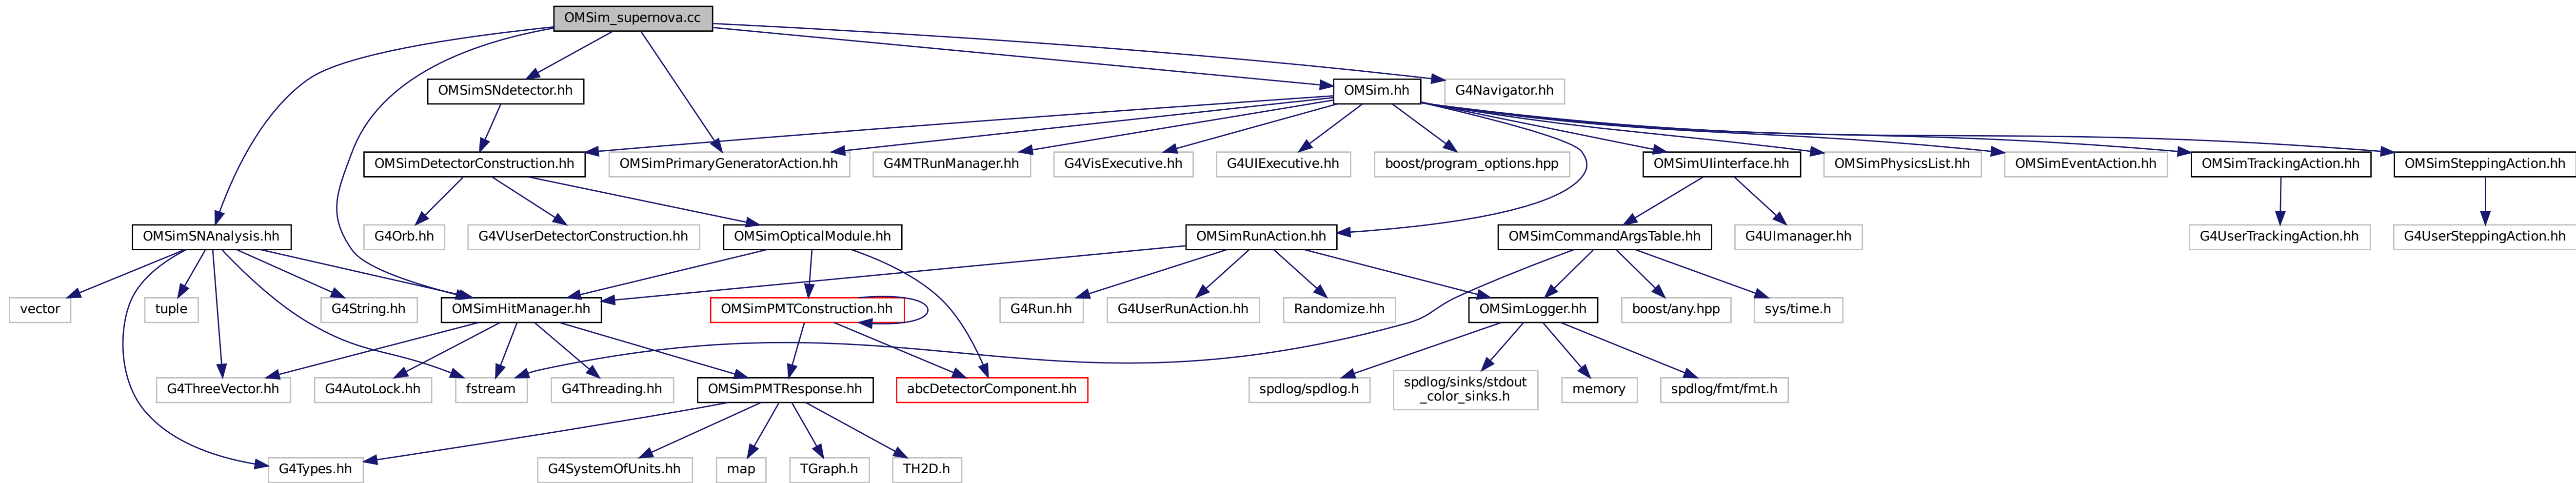 OMSim_supernova.cc
OMSimSNdetector.hh
OMSim.hh
G4Navigator.hh
OMSimDetectorConstruction.hh
OMSimPrimaryGeneratorAction.hh
G4MTRunManager.hh
G4VisExecutive.hh
G4UIExecutive.hh
boost/program_options.hpp
OMSimUIinterface.hh
OMSimPhysicsList.hh
OMSimEventAction.hh
OMSimTrackingAction.hh
OMSimSteppingAction.hh
OMSimSNAnalysis.hh
G4Orb.hh
G4VUserDetectorConstruction.hh
OMSimOpticalModule.hh
OMSimRunAction.hh
OMSimCommandArgsTable.hh
G4UImanager.hh
G4UserTrackingAction.hh
G4UserSteppingAction.hh
vector
tuple
G4String.hh
OMSimHitManager.hh
OMSimPMTConstruction.hh
G4Run.hh
G4UserRunAction.hh
Randomize.hh
OMSimLogger.hh
boost/any.hpp
sys/time.h
G4ThreeVector.hh
G4AutoLock.hh
fstream
G4Threading.hh
OMSimPMTResponse.hh
abcDetectorComponent.hh
spdlog/spdlog.h
spdlog/sinks/stdout
_color_sinks.h
memory
spdlog/fmt/fmt.h
G4Types.hh
G4SystemOfUnits.hh
map
TGraph.h
TH2D.h